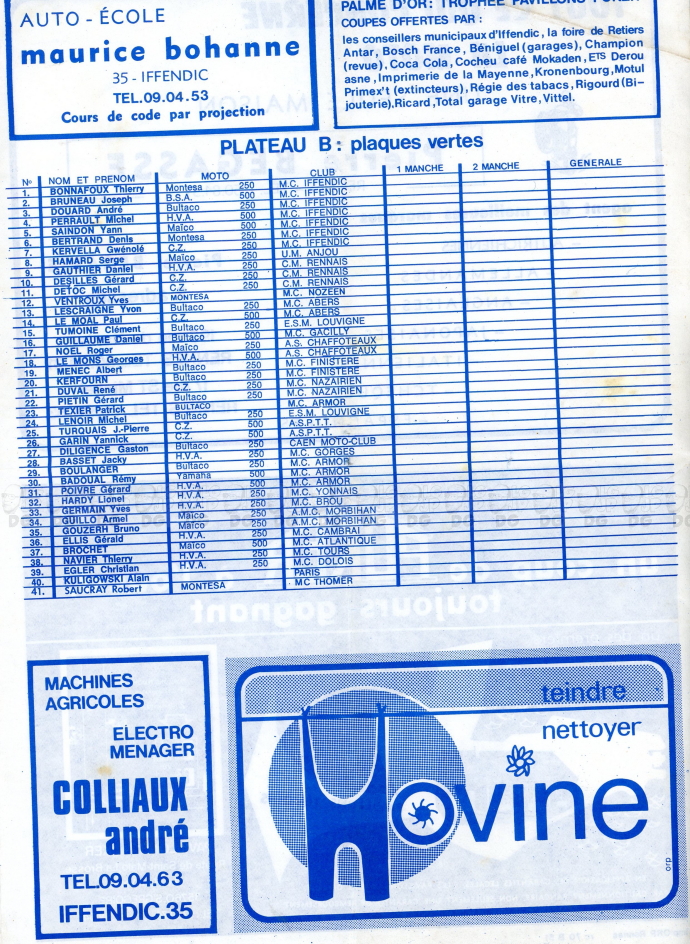 AUTO - ÉCOLE
maurice bohanne
35 - IFFENDIC
TEL.09.04.53
Cours de code par projection
PALME D'OR: TROPHÉE PAVILLONS
COUPES OFFERTES PAR :
les conseillers municipaux d'Iffendic, la foire de Retiers
Antar, Bosch France, Béniguel (garages), Champion
(revue), Coca Cola, Cocheu café Mokaden, ETS Derou
asne, Imprimerie de la Mayenne, Kronenbourg, Motul
Primex't (extincteurs), Régie des tabacs, Rigourd (Bi-
jouterie). Ricard, Total garage Vitre, Vittel.
PLATEAU B : plaques vertes
No NOM ET PRENOM MOTO CLUB 1 MANCHE 2 MANCHE GENERALE
1. BONNAFOUX Thierry Montesa 250 M.C. IFFENDIC
2. BRUNEAU Joseph B.S.A. 500 M.C. IFFENDIC
3. DOUARD André Bultaco 250 M.C. IFFENDIC
4. PERRAULT Michel H.V.A. 500 M.C. IFFENDIC
5. SAINDON Yann Maïco 500 M.C. IFFENDIC
6. BERTRAND Denis Montesa 250 M.C. IFFENDIC
7. KERVELLA Gwénolé C.Z. 500 M.C. IFFENDIC
8. HAMARD Serge Maïco 250 U.M. ANJOU
9. GAUTHIER Daniel H.V.A. 250 C.M. RENNAIS
10. DESILLES Gérard C.Z. 250 C.M. RENNAIS
11. DETOC Michel C.Z. 250 C.M. RENNAIS
12. VENTROUX Yves MONTESA M.C. NOZEEN
13. LESCRAIGNE Yvon Bultaco 250 M.C. ABERS
14. LE MOAL Paul C.Z. 500 M.C. ABERS
15. TUMOINE Clément Bultaco 250 E.S.M. LOUVIGNE
16. GUILLAUME Daniel Bultaco 250 M.C. GACILLY
17. NOEL Roger Maïco 250 A.S. CHAFFOTEAUX
18. LE MONS Georges H.V.A. 500 A.S. CHAFFOTEAUX
19. MENEC Albert Bultaco 250 M.C. FINISTERE
20. KERFOURN Bultaco 250 M.C. FINISTERE
21. DUVAL René C.Z. 250 M.C. NAZAIRIEN
22. PIETIN Gérard Bultaco 250 M.C. NAZAIRIEN
23. TEXIER Patrick BULTACO M.C. ARMOR
24. LENOIR Michel Bultaco 250 E.S.M. LOUVIGNE
25. TURQUAIS J.-Pierre C.Z. 500 A.S.P.T.T.
26. GARIN Yannick C.Z. 500 A.S.P.T.T.
27. DILIGENCE Gaston Bultaco 250 CAEN MOTO-CLUB
28. BASSET Jacky H.V.A. 250 M.C. GORGES
29. BOULANGER Bultaco 250 M.C. ARMOR
30. BADOUAL Rémy Yamaha 500 M.C. ARMOR
31. POIVRE Gérard H.V.A. 250 M.C. ARMOR
32. HARDY Lionel H.V.A. 500 M.C. YONNAIS
33. GERMAIN Yves H.V.A. 250 M.C. BROU
34. GUILLO Armel Maïco 250 A.M.C. MORBIHAN
35. GOUZERH Bruno Maïco 250 A.M.C. MORBIHAN
36. ELLIS Gérald H.V.A. 250 M.C. CAMBRAI
37. BROCHET Maïco 500 M.C. ATLANTIQUE
38. NAVIER Thierry H.V.A. 250 M.C. TOURS
39. EGLER Christian H.V.A. 250 M.C. DOLOIS
40. KULIGOWSKI Alain PARIS
41. SAUCRAY Robert MONTESA MC THOMER
MACHINES
AGRICOLES
ELECTRO
MENAGER
COLLIAUX
andré
TEL.09.04.63
IFFENDIC.35
teindre
nettoyer
novine
orp